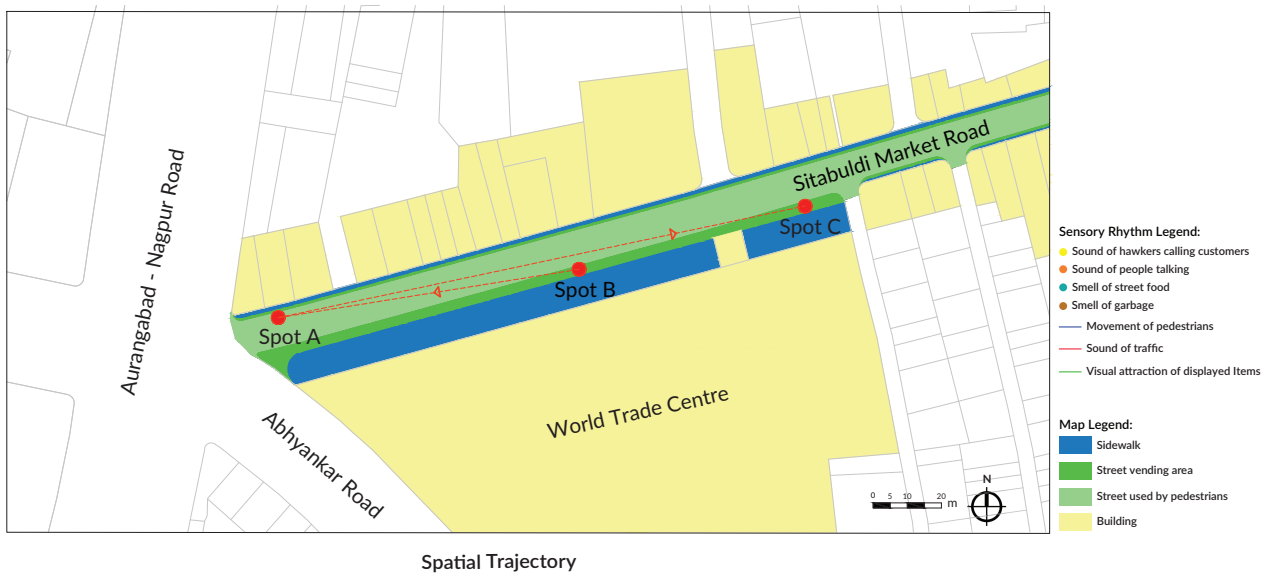 Aurangabad - Nagpur Road
Sitabuldi Market Road
Spot C
Spot B
Spot A
World Trade Centre
Abhyankar Road
0 5 10 20 m
N
Sensory Rhythm Legend:
Sound of hawkers calling customers
Sound of people talking
Smell of street food
Smell of garbage
Movement of pedestrians
Sound of traffic
Visual attraction of displayed Items
Map Legend:
Sidewalk
Street vending area
Street used by pedestrians
Building
Spatial Trajectory